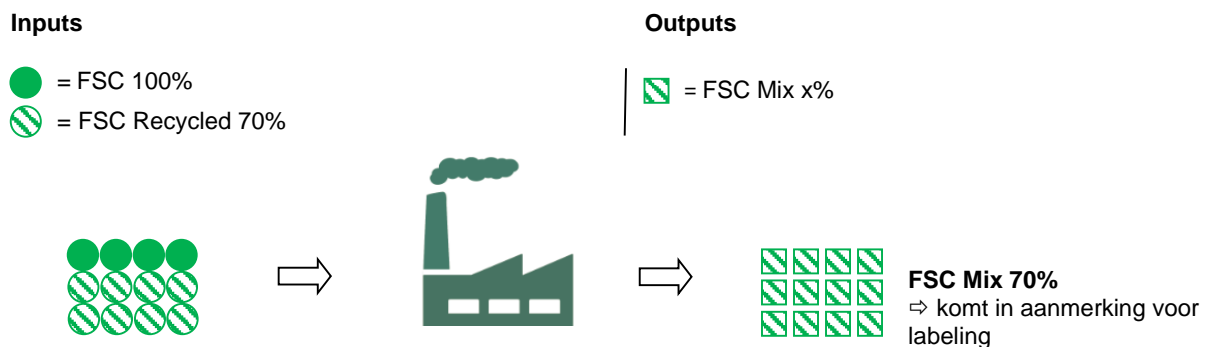 Inputs
Outputs
= FSC 100%
= FSC Recycled 70%
= FSC Mix x%
FSC Mix 70%
⇨ komt in aanmerking voor
labeling